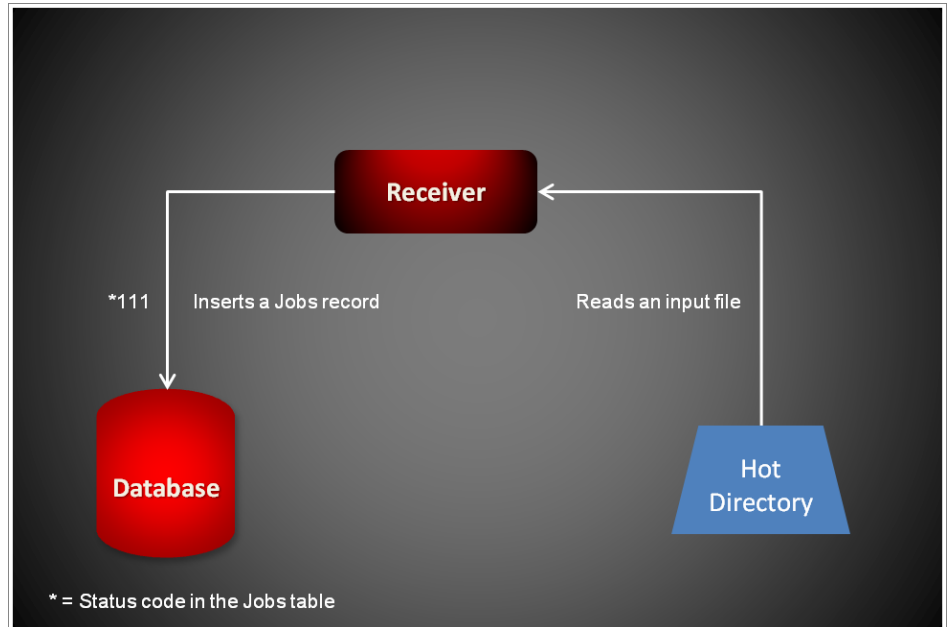 Receiver
*111
Inserts a Jobs record
Reads an input file
Database
Hot
Directory
* = Status code in the Jobs table